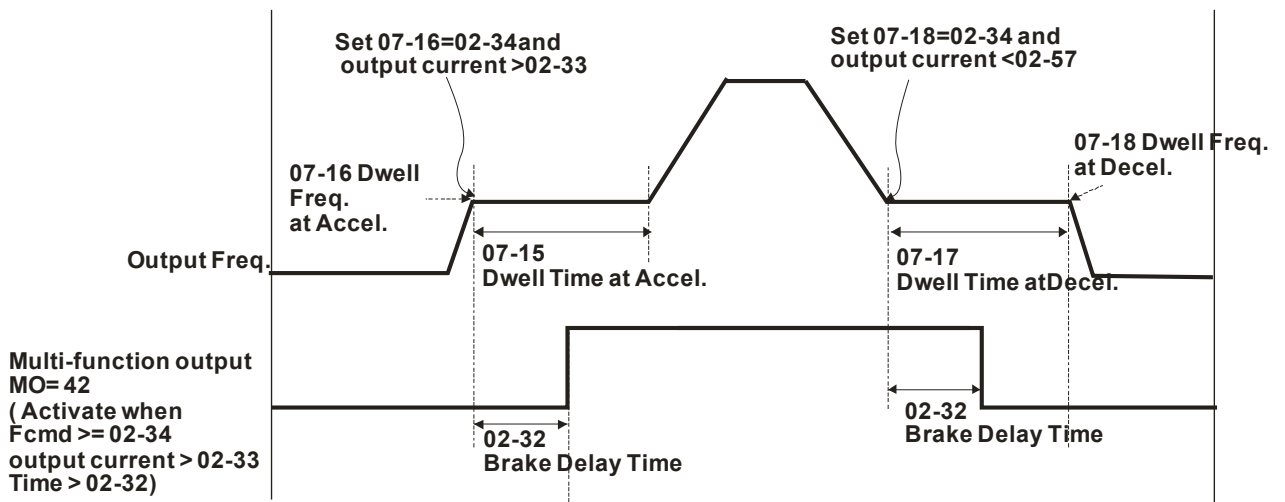 Set 07-16=02-34and
output current >02-33
Set 07-18=02-34 and
output current <02-57
07-16 Dwell
Freq.
at Accel.
07-18 Dwell Freq.
at Decel.
Output Freq.
07-15
Dwell Time at Accel.
07-17
Dwell Time atDecel.
Multi-function output
MO= 42
( Activate when
Fcmd >= 02-34
output current > 02-33
Time > 02-32)
02-32
Brake Delay Time
02-32
Brake Delay Time